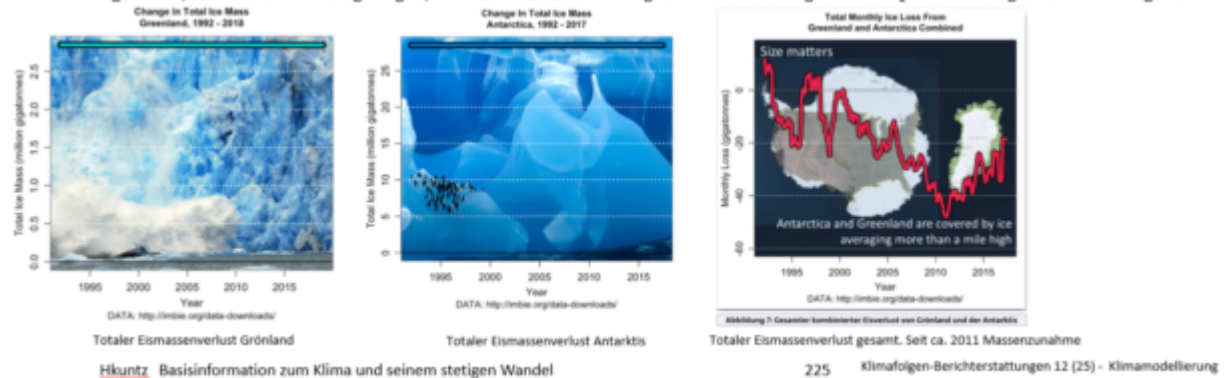 Change In Total Ice Mass
Greenland, 1992 - 2018
Total Ice Mass (million gigatonnes)
2.5
2.0
1.5
1.0
0.5
0.0
1995 2000 2005 2010 2015
Year
DATA: http://imbie.org/data-downloads/
Totaler Eismassenverlust Grönland
Change In Total Ice Mass
Antarctica, 1992 - 2017
Total Ice Mass (million gigatonnes)
25
20
15
10
5
0
1995 2000 2005 2010 2015
Year
DATA: http://imbie.org/data-downloads/
Totaler Eismassenverlust Antarktis
Total Monthly Ice Loss From
Greenland and Antarctica Combined
Size matters
Monthly Loss (gigatonnes)
0
-20
-40
-60
Antarctica and Greenland are covered by ice
averaging more than a mile high
1995 2000 2005 2010 2015
Year
DATA: http://imbie.org/data-downloads/
Abbildung 7: Gesamter kombinierter Eisverlust von Grönland und der Antarktis
Totaler Eismassenverlust gesamt. Seit ca. 2011 Massenzunahme
Hkuntz Basisinformation zum Klima und seinem stetigen Wandel
225
Klimafolgen-Berichterstattungen 12 (25) - Klimamodellierung